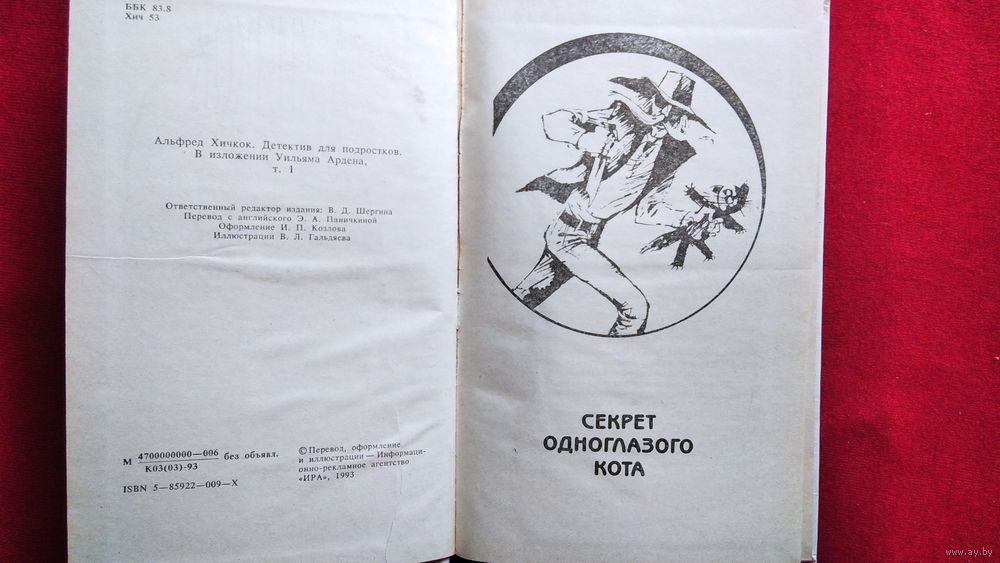 ББК 83.8
Хич 53
Альфред Хичкок. Детектив для подростков.
В изложении Уильяма Ардена,
т. 1
Ответственный редактор издания: В. Д. Шергина
Перевод с английского Э. А. Паничкиной
Оформление И. П. Козлова
Иллюстрации В. Л. Гальдяева
М 4700000000—006 без объявл.
К03(03)-93
ISBN 5—85922—009—X
© Перевод, оформление
и иллюстрации — Информаци-
онно-рекламное агентство
«ИРА», 1993
СЕКРЕТ
ОДНОГЛАЗОГО
КОТА
www.ay.by